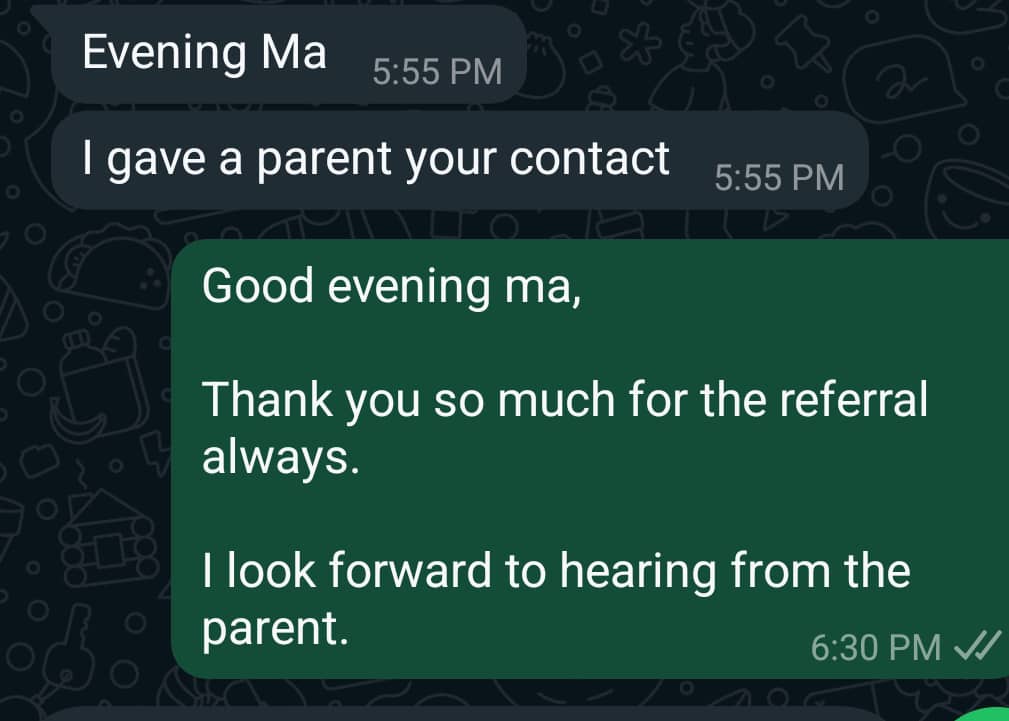 Evening Ma
5:55 PM
I gave a parent your contact
5:55 PM
Good evening ma,
Thank you so much for the referral
always.
I look forward to hearing from the
parent.
6:30 PM